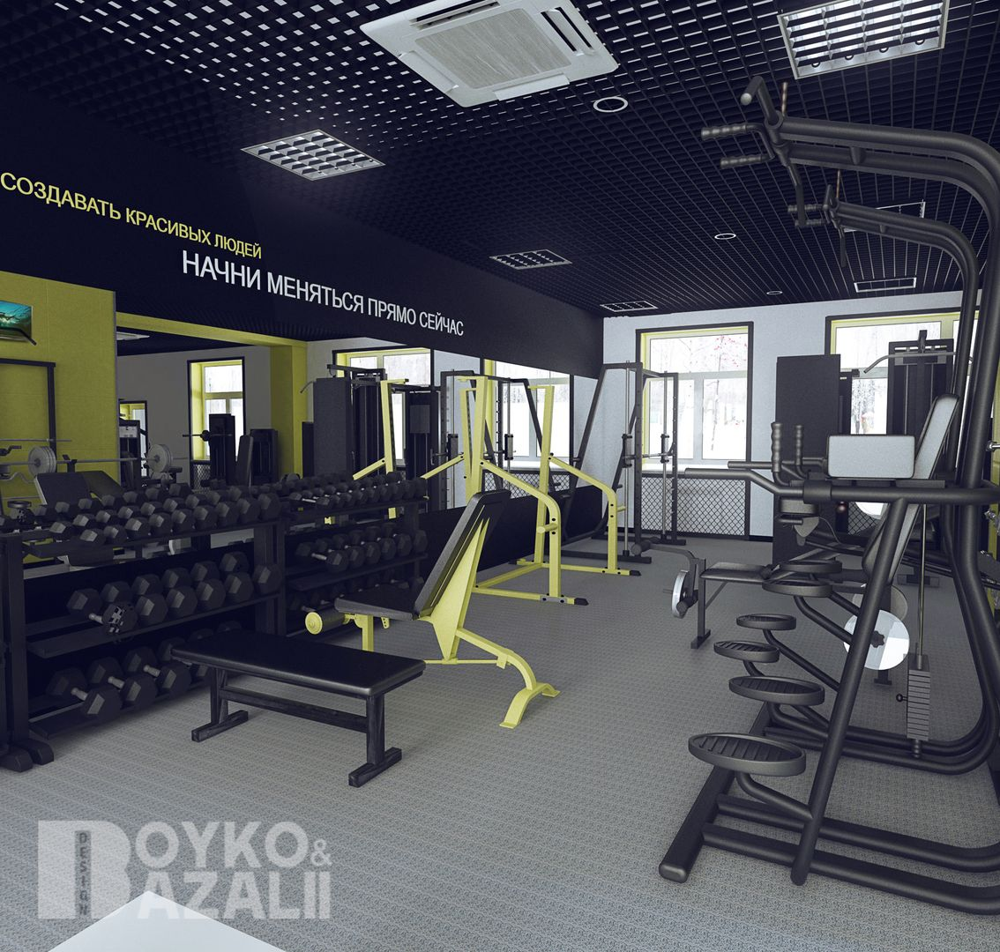 СОЗДАВАТЬ КРАСИВЫХ ЛЮДЕЙ
НАЧНИ МЕНЯТЬСЯ ПРЯМО СЕЙЧАС
BOYKO &
BAZALII
DESIGN